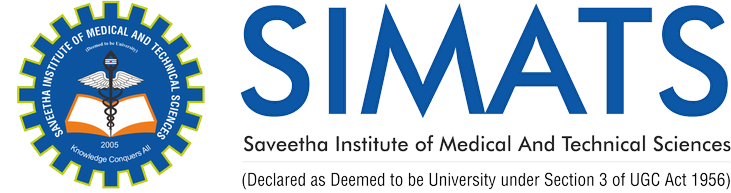 SAVEETHA INSTITUTE OF MEDICAL AND TECHNICAL SCIENCES
(Deemed to be University)
2005
Knowledge Conquers All
SIMATS
Saveetha Institute of Medical And Technical Sciences
(Declared as Deemed to be University under Section 3 of UGC Act 1956)